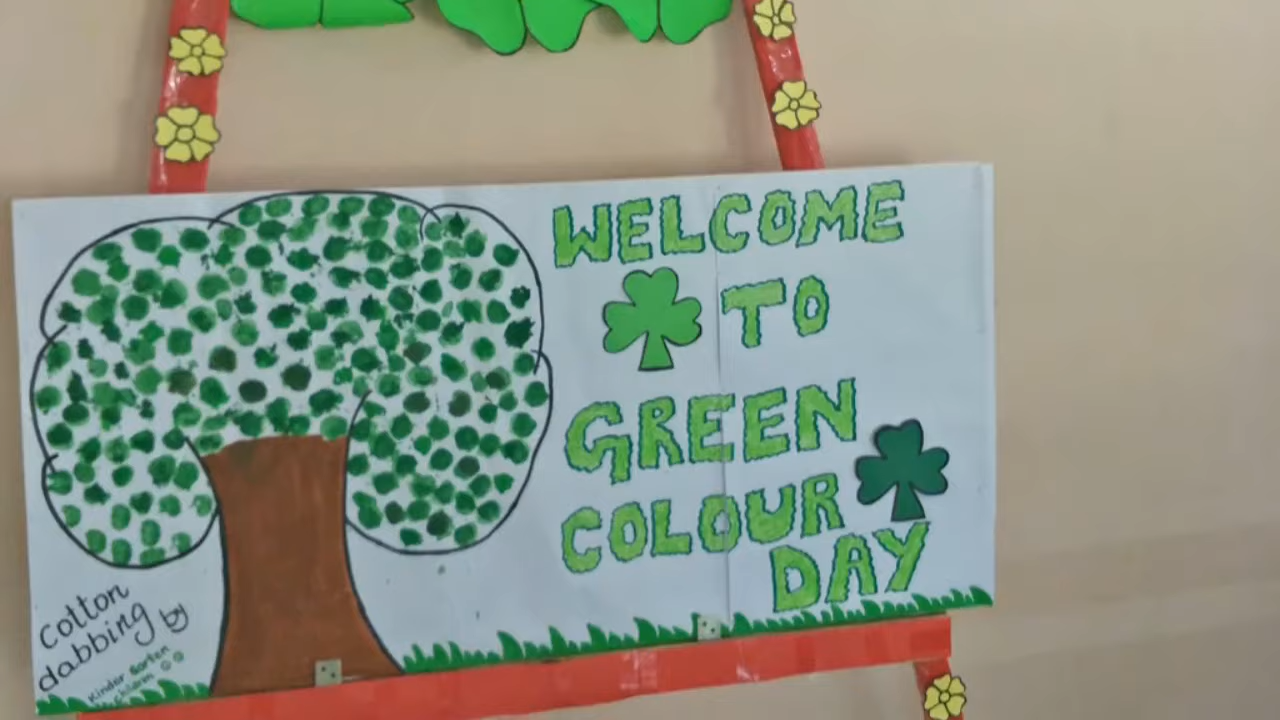 WELCOME
TO
GREEN
COLOUR
DAY
cotton
dabbing by
Kinder Garten
children